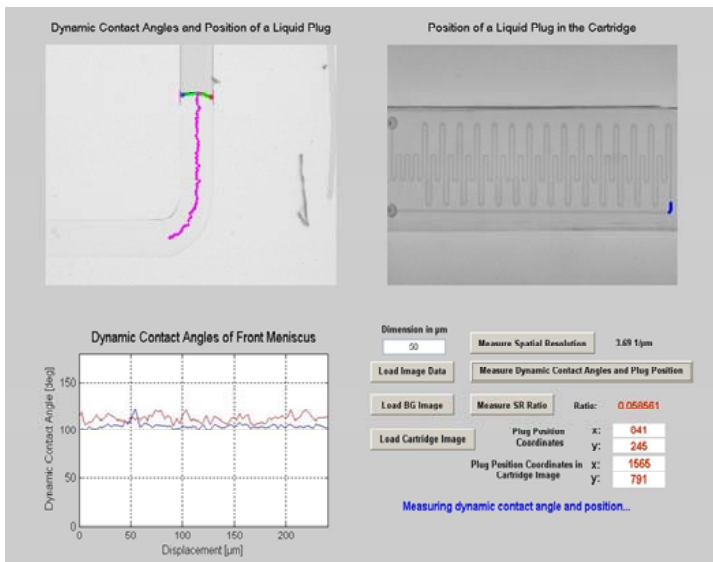 Dynamic Contact Angles and Position of a Liquid Plug
Position of a Liquid Plug in the Cartridge
Dynamic Contact Angles of Front Meniscus
Dynamic Contact Angle [deg]
150
100
50
0
0 50 100 150 200
Displacement [μm]
Dimension in μm
50
Measure Spatial Resolution
3.69 1/μm
Load Image Data
Measure Dynamic Contact Angles and Plug Position
Load BG Image
Measure SR Ratio
Ratio:
0.058561
Load Cartridge Image
Plug Position
Coordinates
x: 841
y: 245
Plug Position Coordinates in
Cartridge Image
x: 1565
y: 791
Measuring dynamic contact angle and position...